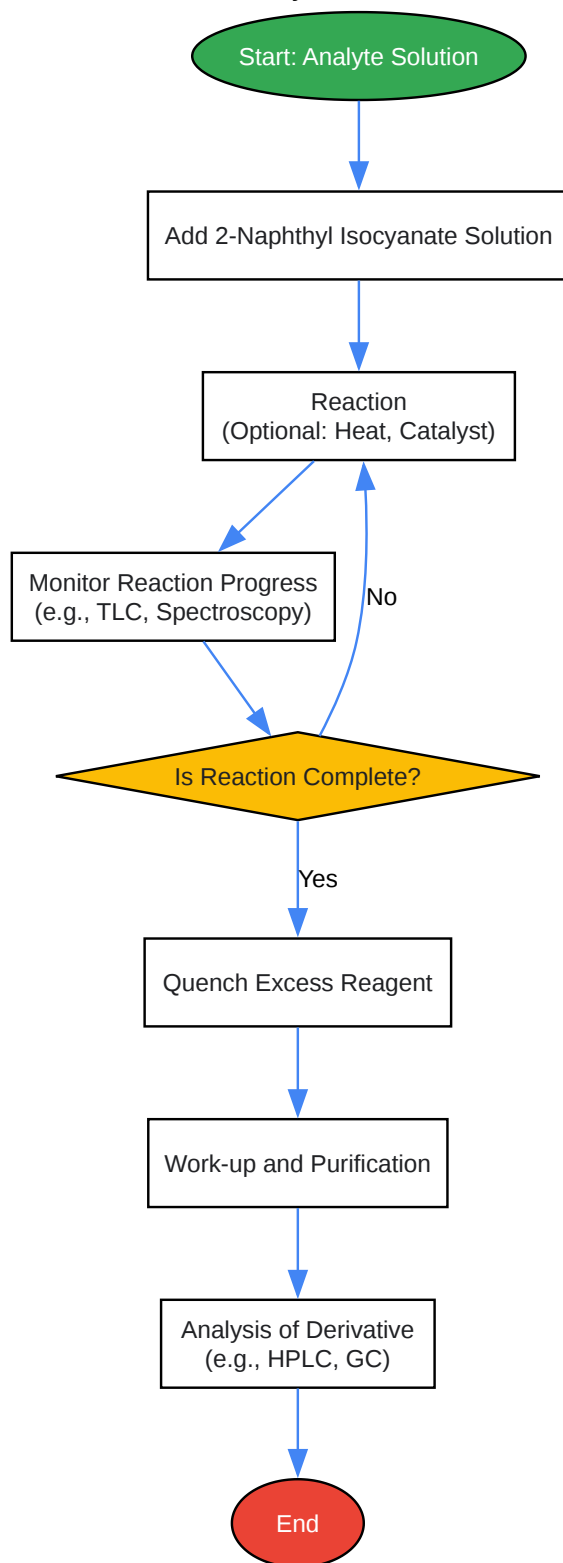 Start: Analyte Solution
Add 2-Naphthyl Isocyanate Solution
Reaction
(Optional: Heat, Catalyst)
Monitor Reaction Progress
(e.g., TLC, Spectroscopy)
No
Is Reaction Complete?
Yes
Quench Excess Reagent
Work-up and Purification
Analysis of Derivative
(e.g., HPLC, GC)
End